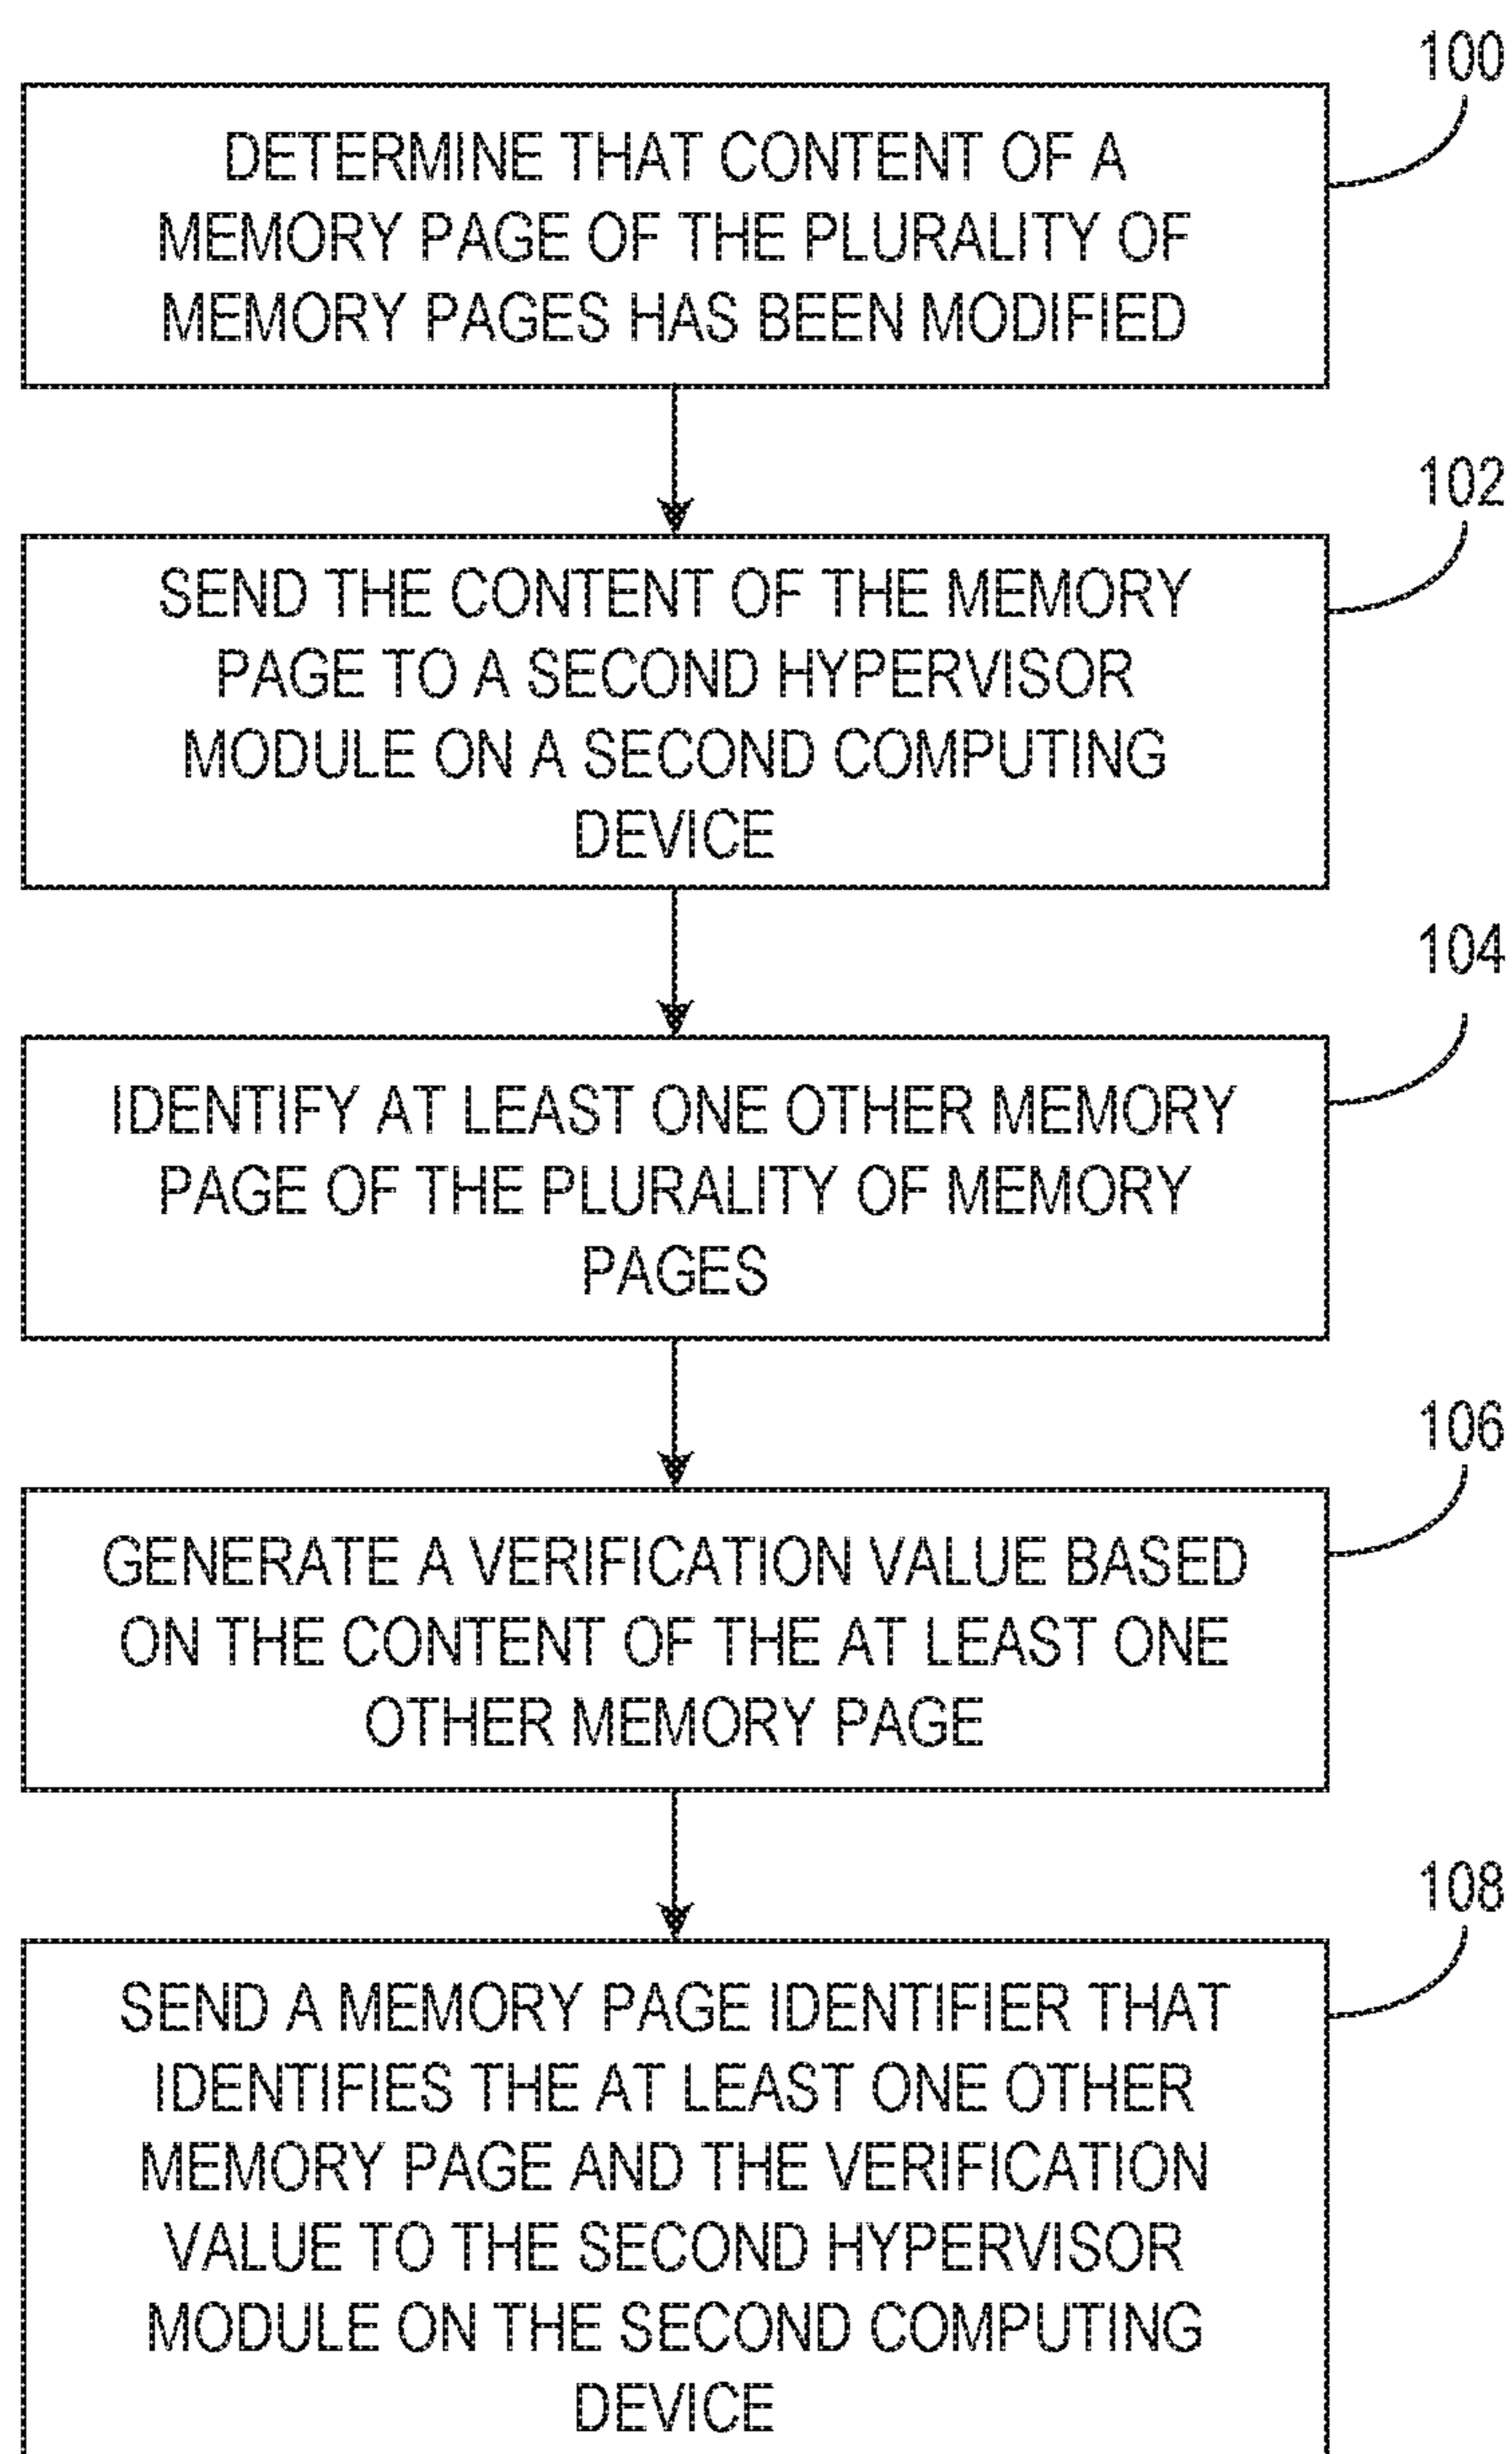 100
DETERMINE THAT CONTENT OF A
MEMORY PAGE OF THE PLURALITY OF
MEMORY PAGES HAS BEEN MODIFIED
102
SEND THE CONTENT OF THE MEMORY
PAGE TO A SECOND HYPERVISOR
MODULE ON A SECOND COMPUTING
DEVICE
104
IDENTIFY AT LEAST ONE OTHER MEMORY
PAGE OF THE PLURALITY OF MEMORY
PAGES
106
GENERATE A VERIFICATION VALUE BASED
ON THE CONTENT OF THE AT LEAST ONE
OTHER MEMORY PAGE
108
SEND A MEMORY PAGE IDENTIFIER THAT
IDENTIFIES THE AT LEAST ONE OTHER
MEMORY PAGE AND THE VERIFICATION
VALUE TO THE SECOND HYPERVISOR
MODULE ON THE SECOND COMPUTING
DEVICE